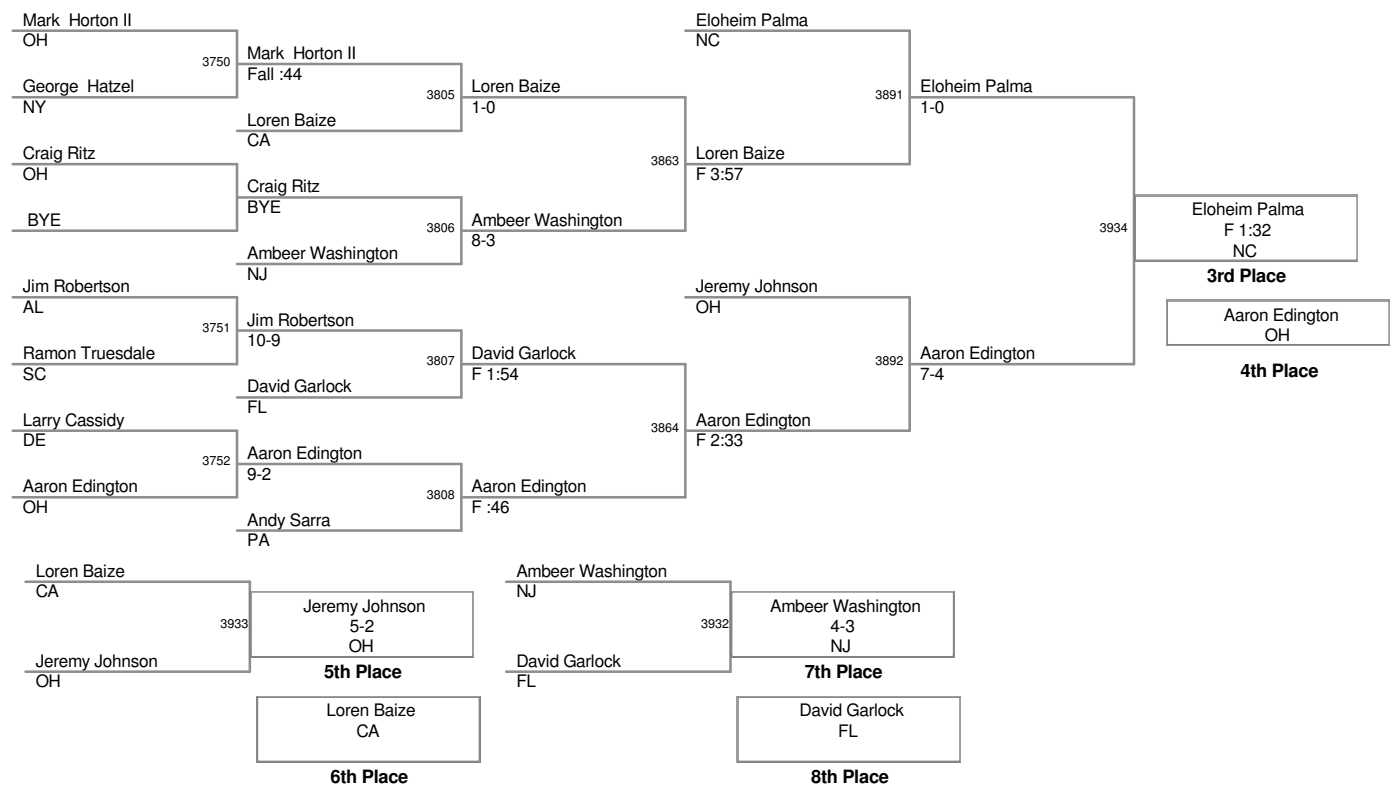 Mark  Horton II
OH
3750
George  Hatzel
NY
Mark  Horton II
Fall :44
3805
Loren Baize
CA
Loren Baize
1-0
Craig Ritz
OH
BYE
Craig Ritz
BYE
3806
Ambeer Washington
NJ
Ambeer Washington
8-3
3863
Loren Baize
F 3:57
Eloheim Palma
NC
3891
Eloheim Palma
1-0
Jim Robertson
AL
3751
Ramon Truesdale
SC
Jim Robertson
10-9
3807
David Garlock
FL
David Garlock
F 1:54
Larry Cassidy
DE
3752
Aaron Edington
OH
Aaron Edington
9-2
3808
Andy Sarra
PA
Aaron Edington
F :46
3864
Aaron Edington
F 2:33
Jeremy Johnson
OH
3892
Aaron Edington
7-4
3934
Eloheim Palma
F 1:32
NC
3rd Place
Aaron Edington
OH
4th Place
Loren Baize
CA
3933
Jeremy Johnson
OH
Jeremy Johnson
5-2
OH
5th Place
Loren Baize
CA
6th Place
Ambeer Washington
NJ
3932
David Garlock
FL
Ambeer Washington
4-3
NJ
7th Place
David Garlock
FL
8th Place